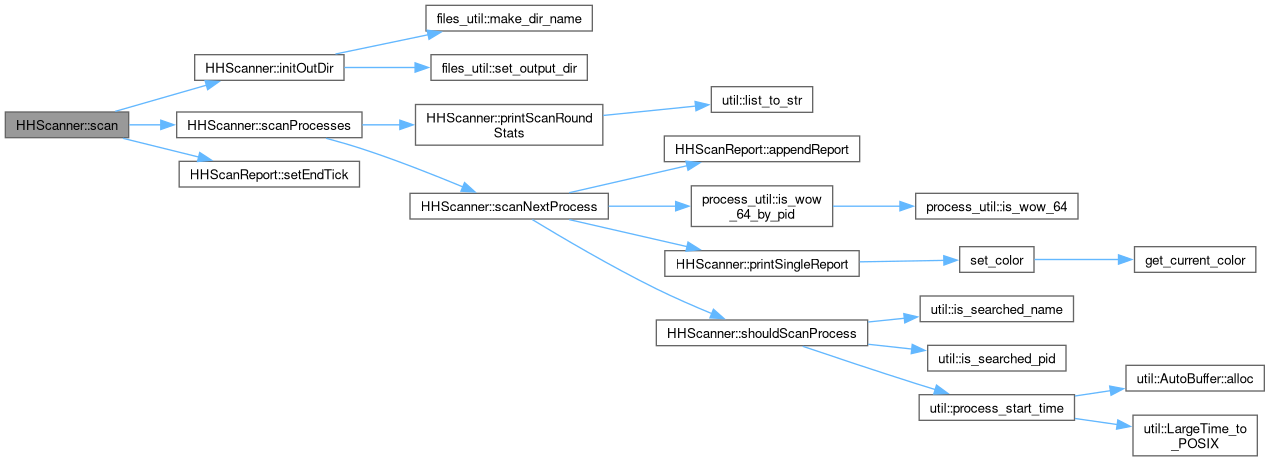 files_util::make_dir_name
HHScanner::initOutDir
files_util::set_output_dir
HHScanner::scan
HHScanner::scanProcesses
HHScanReport::setEndTick
HHScanner::printScanRound
Stats
util::list_to_str
HHScanner::scanNextProcess
HHScanReport::appendReport
process_util::is_wow
_64_by_pid
process_util::is_wow_64
HHScanner::printSingleReport
set_color
get_current_color
HHScanner::shouldScanProcess
util::is_searched_name
util::is_searched_pid
util::process_start_time
util::AutoBuffer::alloc
util::LargeTime_to
_POSIX